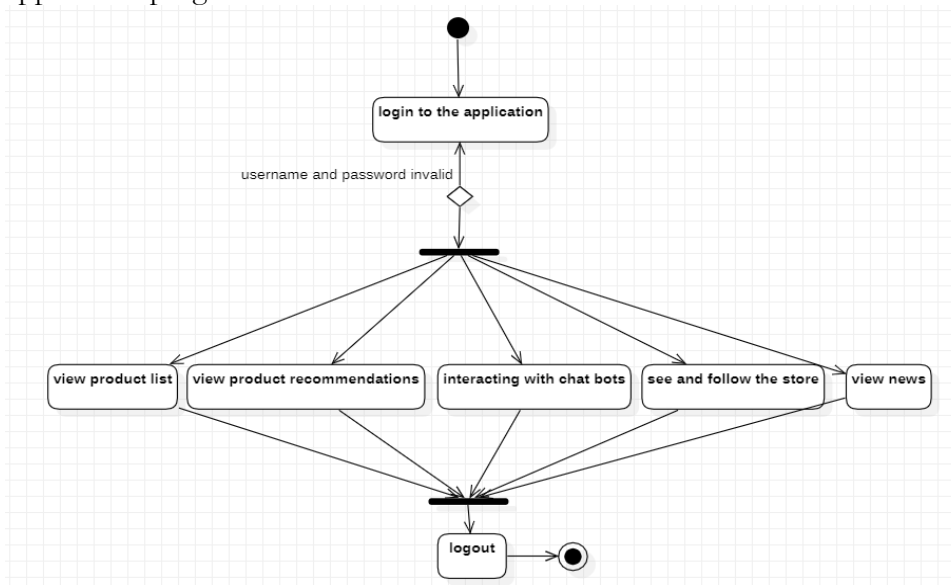 login to the application
username and password invalid
view product list
view product recommendations
interacting with chat bots
see and follow the store
view news
logout